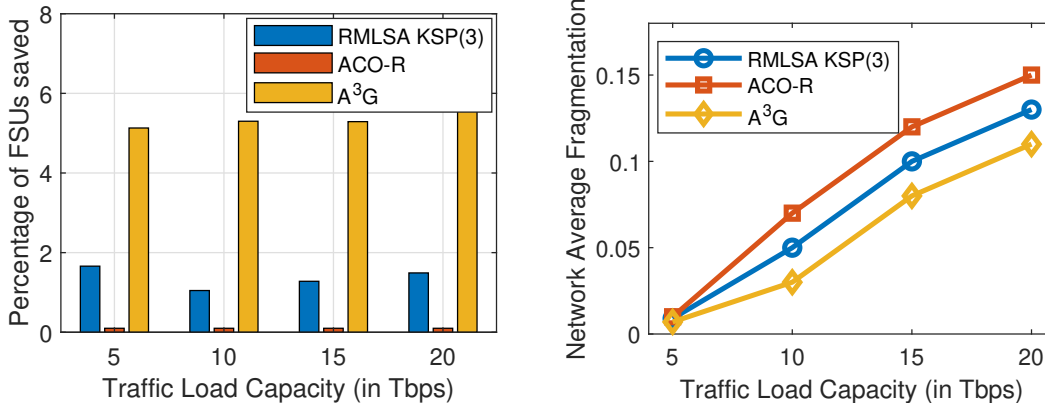 Percentage of FSUs saved
8
6
4
2
0
RMLSA KSP(3)
ACO-R
A³G
5 10 15 20
Traffic Load Capacity (in Tbps)
Network Average Fragmentation
0.15
0.1
0.05
0
RMLSA KSP(3)
ACO-R
A³G
5 10 15 20
Traffic Load Capacity (in Tbps)